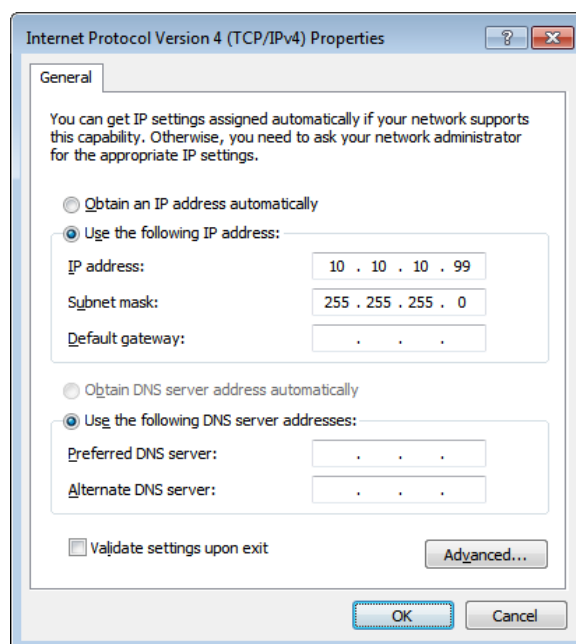 Internet Protocol Version 4 (TCP/IPv4) Properties
?
General
You can get IP settings assigned automatically if your network supports
this capability. Otherwise, you need to ask your network administrator
for the appropriate IP settings.
Obtain an IP address automatically
Use the following IP address:
IP address: 10 . 10 . 10 . 99
Subnet mask: 255 . 255 . 255 . 0
Default gateway: . . .
Obtain DNS server address automatically
Use the following DNS server addresses:
Preferred DNS server: . . .
Alternate DNS server: . . .
Validate settings upon exit
Advanced...
OK Cancel